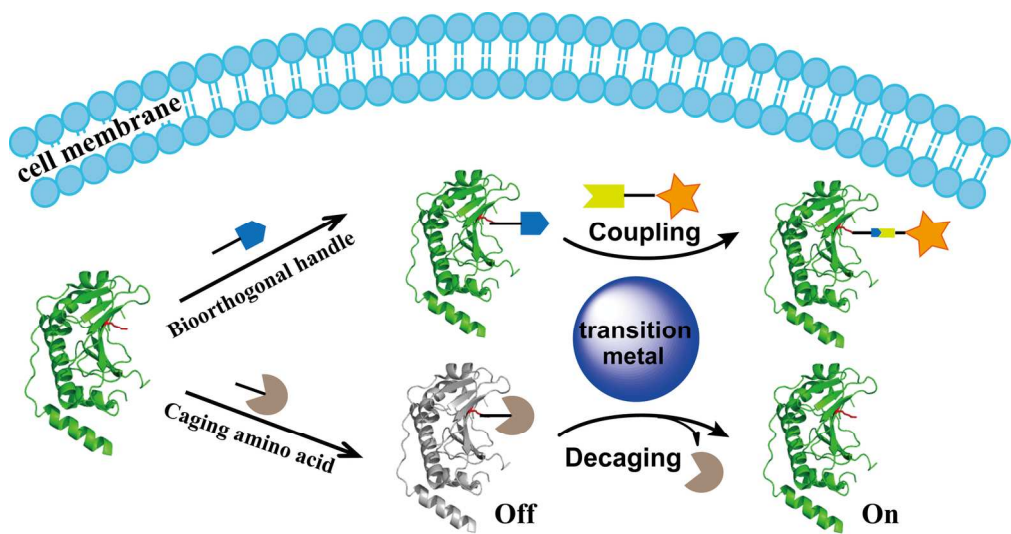 cell membrane
Bioorthogonal handle
Coupling
transition
metal
Caging amino acid
Decaging
Off
On